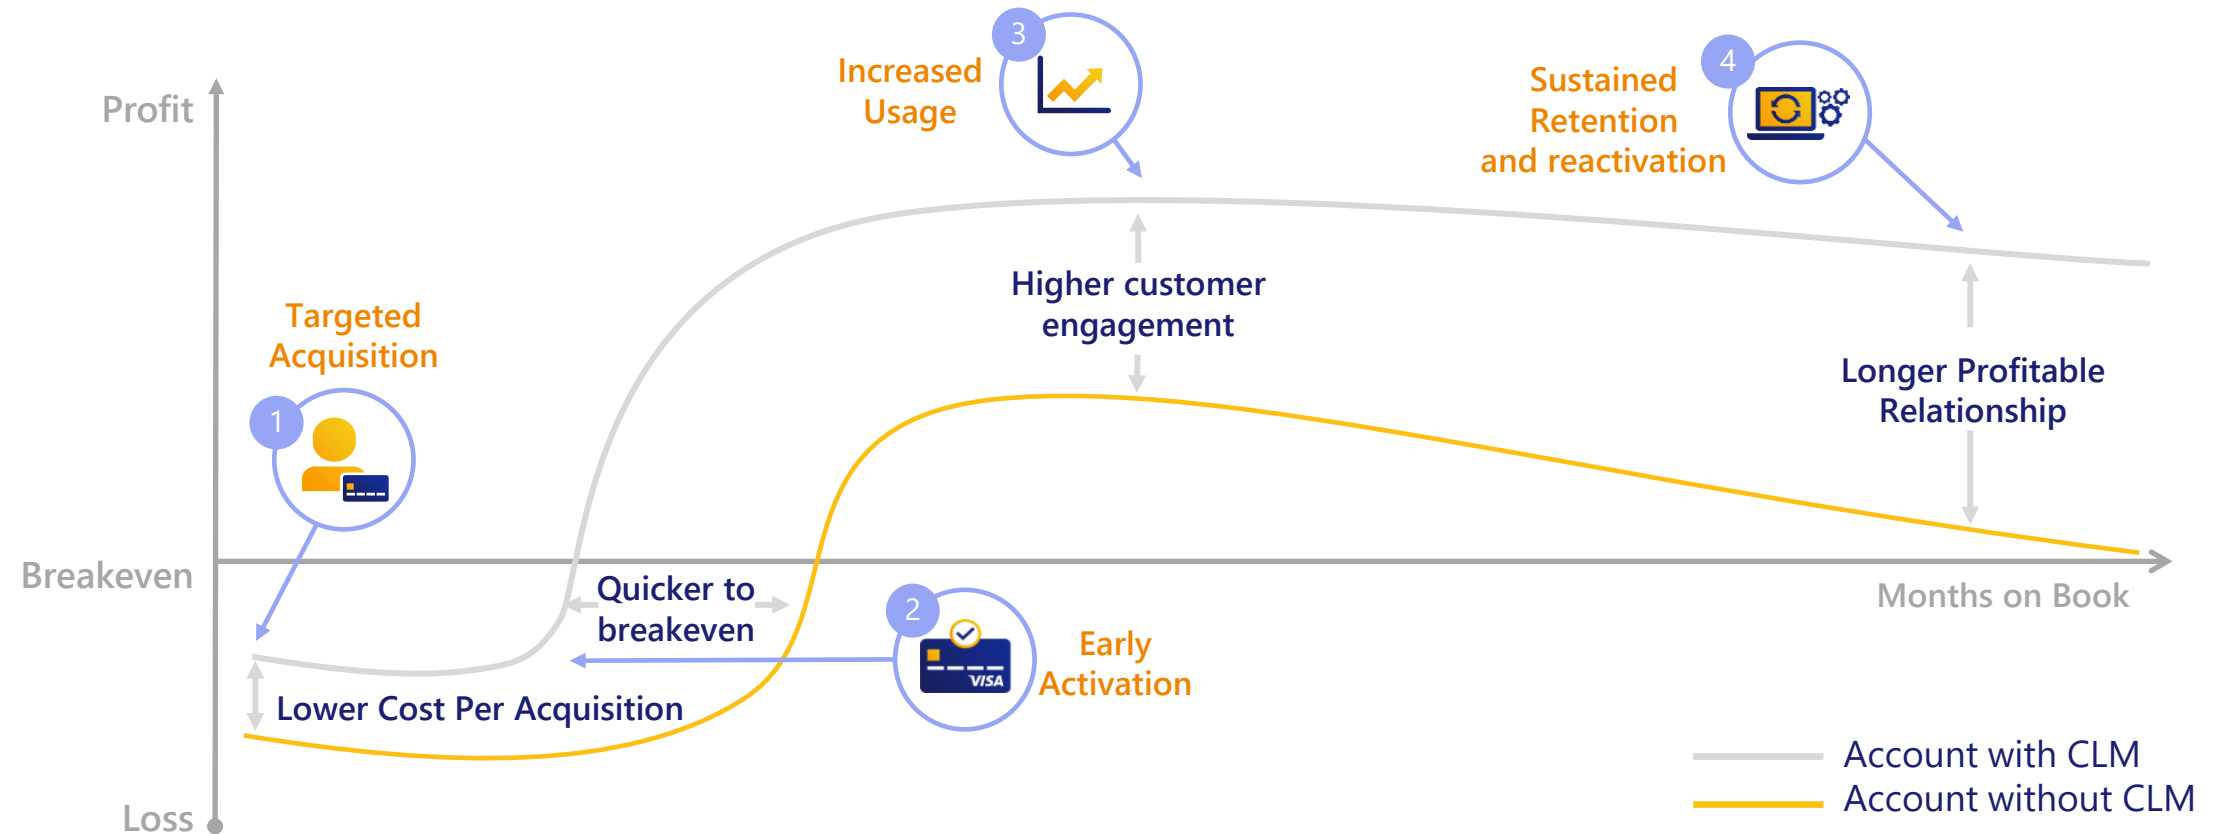 Profit
Breakeven
Loss
1
Targeted
Acquisition
Lower Cost Per Acquisition
Quicker to
breakeven
2
VISA
Early
Activation
3
Increased
Usage
Higher customer
engagement
4
Sustained
Retention
and reactivation
Longer Profitable
Relationship
Months on Book
Account with CLM
Account without CLM